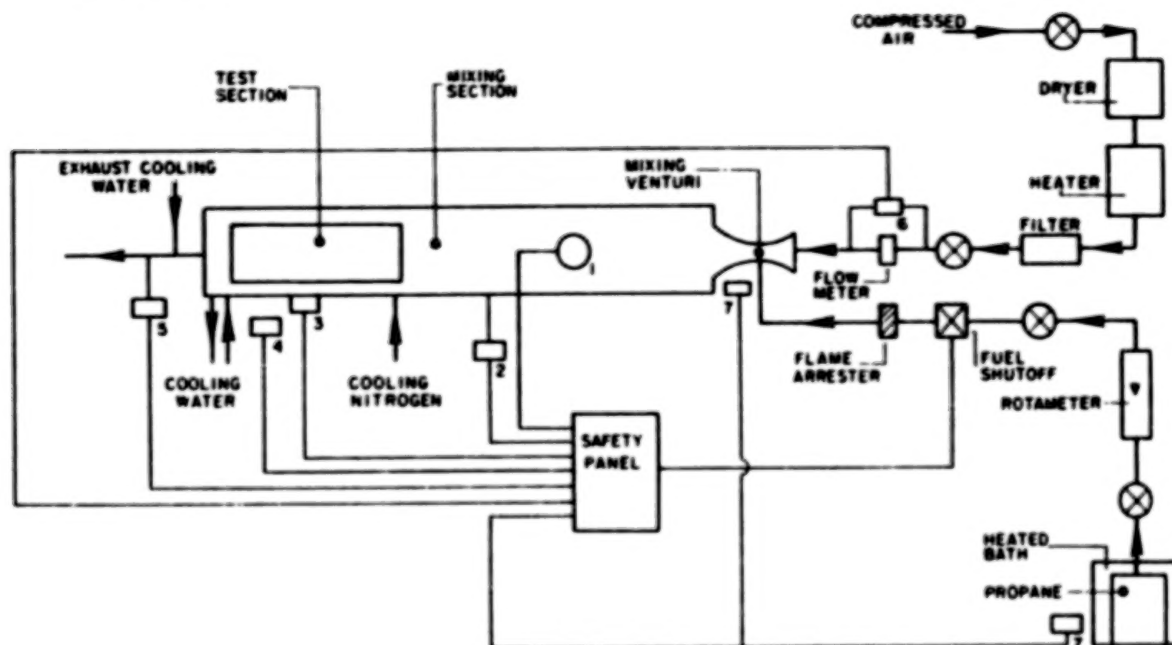 COMPRESSED
AIR
TEST
SECTION
MIXING
SECTION
DRYER
EXHAUST COOLING
WATER
MIXING
VENTURI
HEATER
FILTER
6
1
FLOW
METER
7
5
4
3
2
FLAME
ARRESTER
FUEL
SHUTOFF
COOLING
WATER
COOLING
NITROGEN
ROTAMETER
SAFETY
PANEL
HEATED
BATH
PROPANE
7